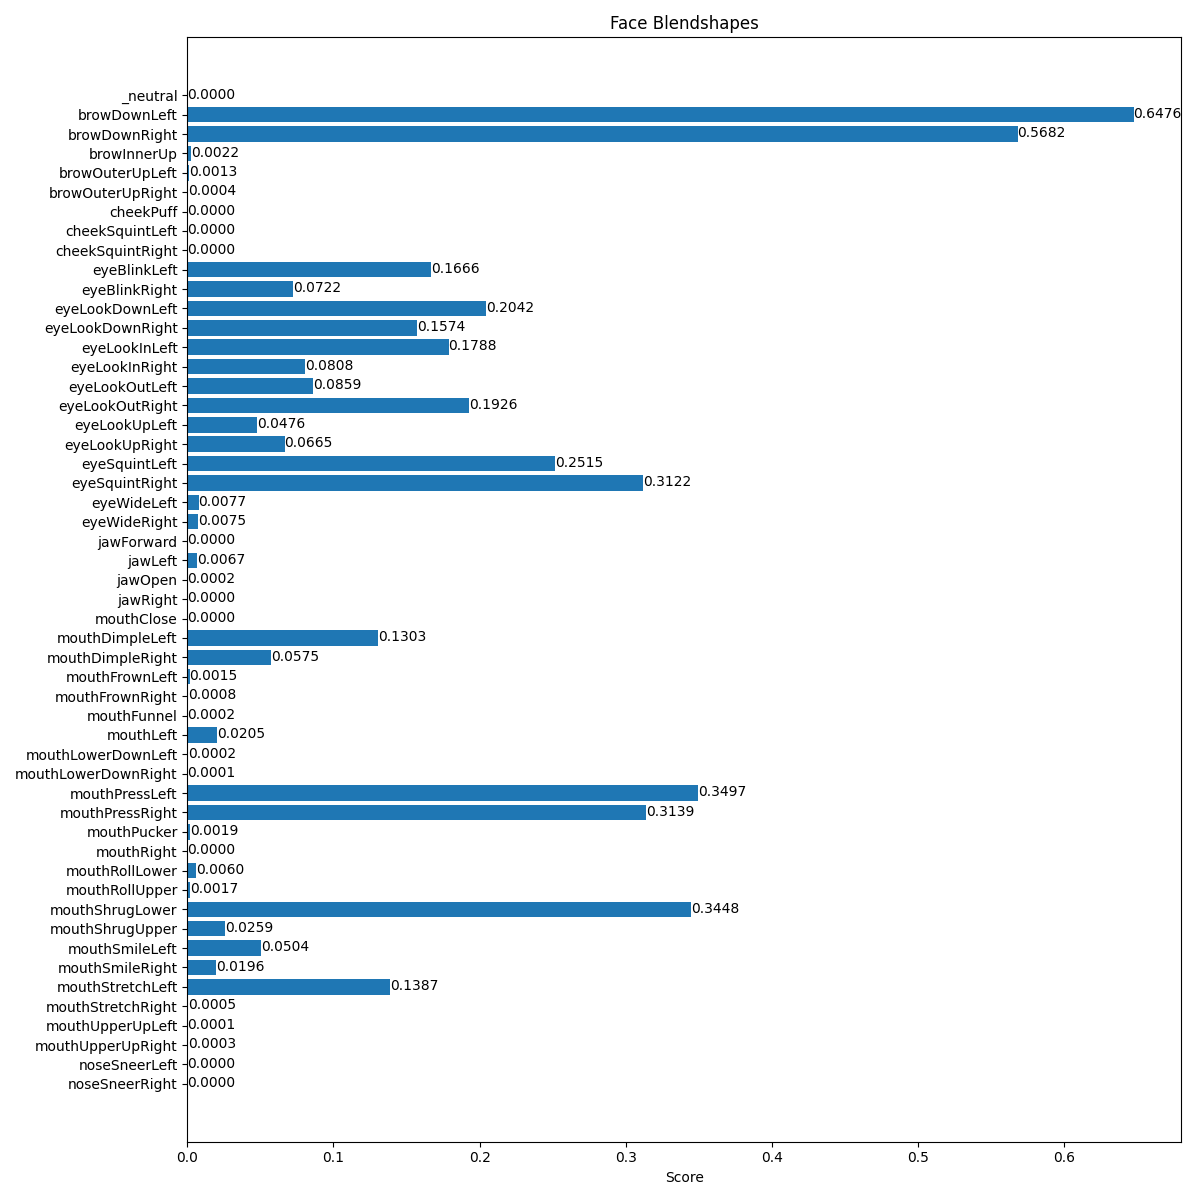 Face Blendshapes
_neutral 0.0000
browDownLeft 0.6476
browDownRight 0.5682
browInnerUp 0.0022
browOuterUpLeft 0.0013
browOuterUpRight 0.0004
cheekPuff 0.0000
cheekSquintLeft 0.0000
cheekSquintRight 0.0000
eyeBlinkLeft 0.1666
eyeBlinkRight 0.0722
eyeLookDownLeft 0.2042
eyeLookDownRight 0.1574
eyeLookInLeft 0.1788
eyeLookInRight 0.0808
eyeLookOutLeft 0.0859
eyeLookOutRight 0.1926
eyeLookUpLeft 0.0476
eyeLookUpRight 0.0665
eyeSquintLeft 0.2515
eyeSquintRight 0.3122
eyeWideLeft 0.0077
eyeWideRight 0.0075
jawForward 0.0000
jawLeft 0.0067
jawOpen 0.0002
jawRight 0.0000
mouthClose 0.0000
mouthDimpleLeft 0.1303
mouthDimpleRight 0.0575
mouthFrownLeft 0.0015
mouthFrownRight 0.0008
mouthFunnel 0.0002
mouthLeft 0.0205
mouthLowerDownLeft 0.0002
mouthLowerDownRight 0.0001
mouthPressLeft 0.3497
mouthPressRight 0.3139
mouthPucker 0.0019
mouthRight 0.0000
mouthRollLower 0.0060
mouthRollUpper 0.0017
mouthShrugLower 0.3448
mouthShrugUpper 0.0259
mouthSmileLeft 0.0504
mouthSmileRight 0.0196
mouthStretchLeft 0.1387
mouthStretchRight 0.0005
mouthUpperUpLeft 0.0001
mouthUpperUpRight 0.0003
noseSneerLeft 0.0000
noseSneerRight 0.0000
0.0 0.1 0.2 0.3 0.4 0.5 0.6
Score